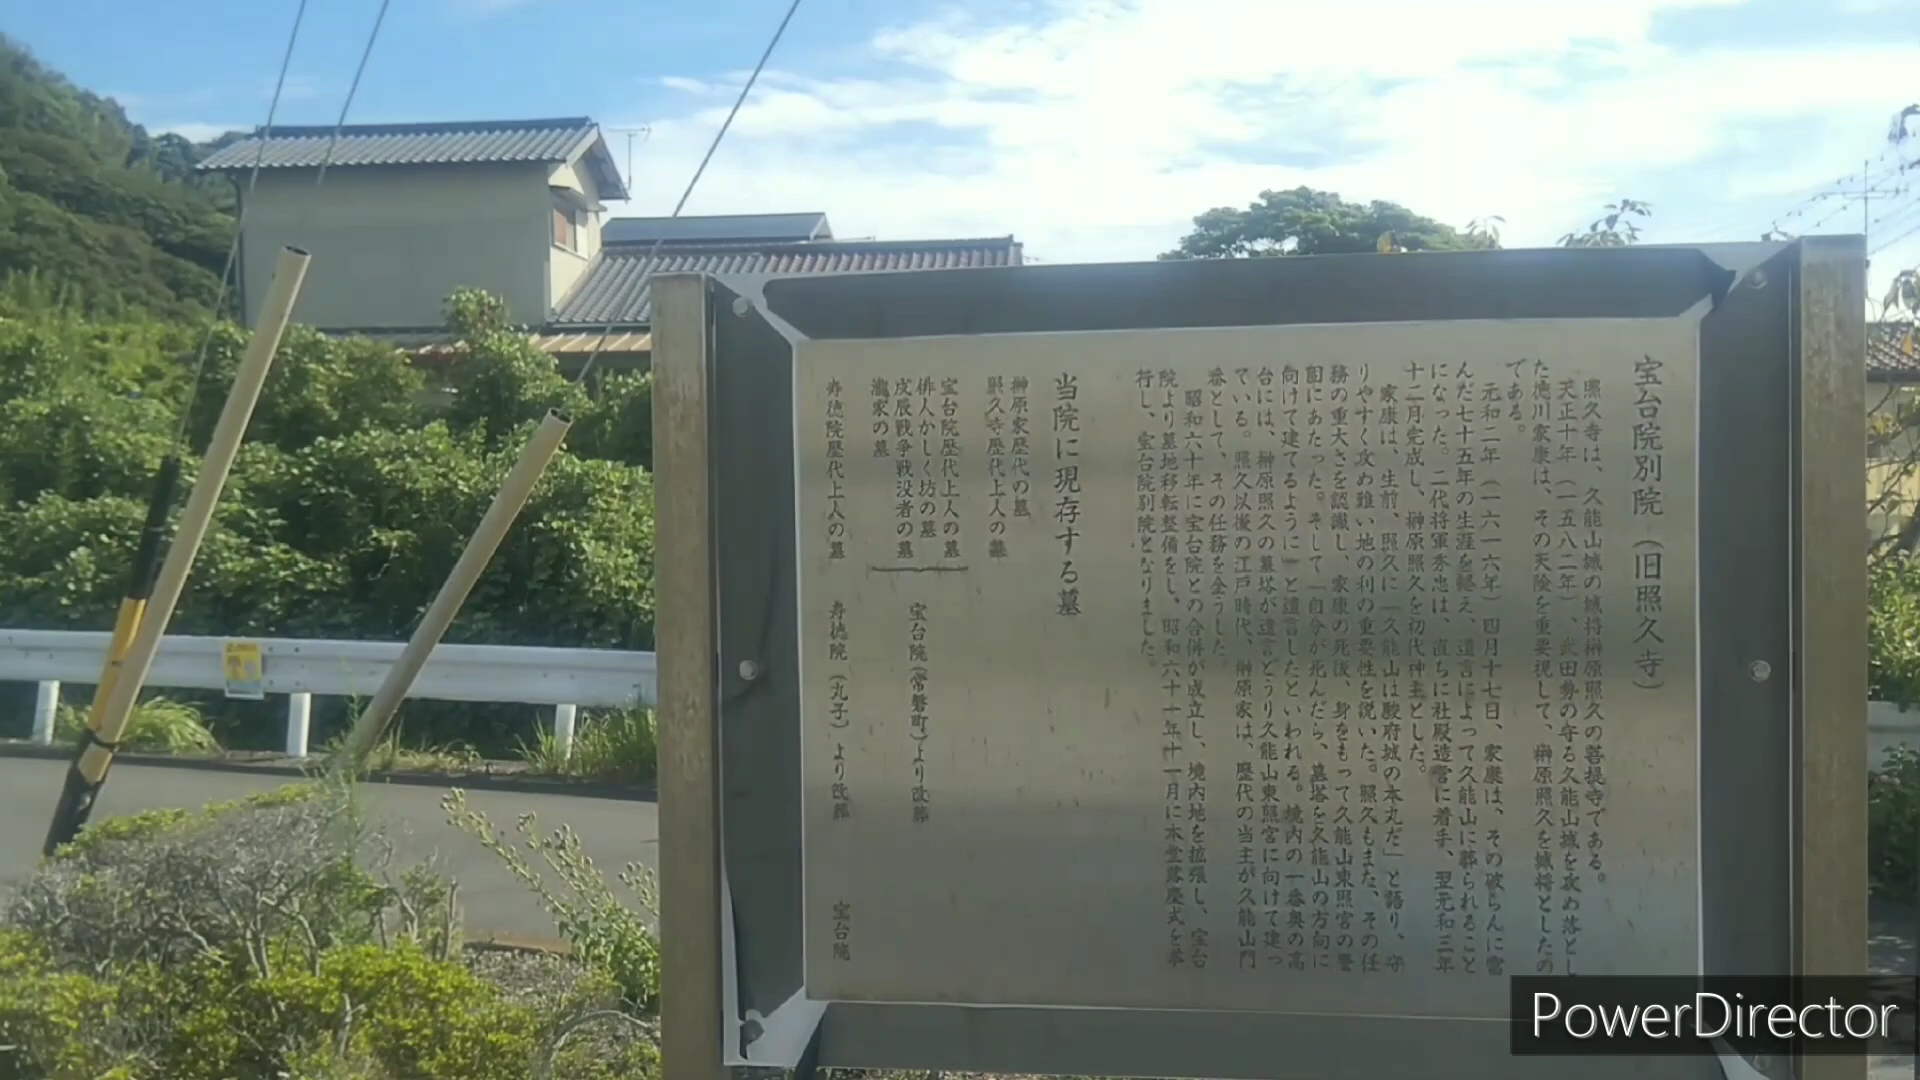 宝台院別院（旧照久寺）
照久寺は、久能山城の城将榊原照久の菩提寺である。
天正十年（一五八二年）、武田勢の守る久能山城を攻め落とし
た徳川家康は、その天険を重要視して、榊原照久を城将としたの
である。
元和二年（一六一六年）四月十七日、家康は、その破らんに富
んだ七十五年の生涯を終え、遺言によって久能山に葬られること
になった。二代将軍秀忠は、直ちに社殿造営に着手、翌元和三年
十二月完成し、榊原照久を初代神主とした。
家康は、生前、照久に「久能山は駿府城の本丸だ」と語り、守
りやすく攻め難い地の利の重要性を説いた。照久もまた、その任
務の重大さを認識し、家康の死後、身をもって久能山東照宮の警
固にあたった。そして「自分が死んだら、墓塔を久能山の方向に
向けて建てるように」と遺言したといわれる。境内の一番奥の高
台には、榊原照久の墓塔が遺言どうり久能山東照宮に向けて建っ
ている。照久以後の江戸時代、榊原家は、歴代の当主が久能山門
番として、その任務を全うした。
昭和六十年に宝台院との合併が成立し、境内地を拡張し、宝台
院より墓地移転整備をし、昭和六十一年十一月に本堂落慶式を挙
行し、宝台院別院となりました。
当院に現存する墓
榊原家歴代の墓
照久寺歴代上人の墓
宝台院歴代上人の墓
俳人かしく坊の墓
戊辰戦争戦没者の墓
瀧家の墓
宝台院（常磐町）より改葬
寿徳院歴代上人の墓 寿徳院（丸子）より改葬
宝台院
PowerDirector